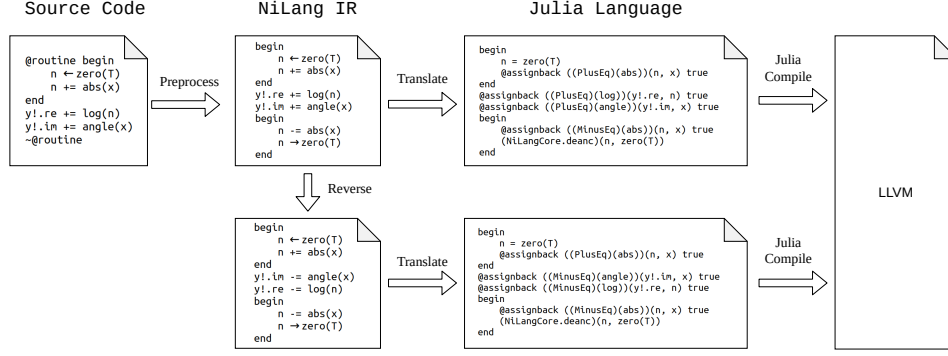 Source Code
NiLang IR
Julia Language
@routine begin
    n ←zero(T)
    n += abs(x)
end
y!.re += log(n)
y!.im += angle(x)
~@routine
Preprocess
begin
    n ←zero(T)
    n += abs(x)
end
y!.re += log(n)
y!.im += angle(x)
begin
    n -= abs(x)
    n →zero(T)
end
Translate
begin
    n = zero(T)
    @assignback ((PlusEq)(abs))(n, x) true
end
@assignback ((PlusEq)(log))(y!.re, n) true
@assignback ((PlusEq)(angle))(y!.im, x) true
begin
    @assignback ((MinusEq)(abs))(n, x) true
    (NiLangCore.deanc)(n, zero(T))
end
Julia
Compile
LLVM
Reverse
begin
    n ←zero(T)
    n += abs(x)
end
y!.im -= angle(x)
y!.re -= log(n)
begin
    n -= abs(x)
    n →zero(T)
end
Translate
begin
    n = zero(T)
    @assignback ((PlusEq)(abs))(n, x) true
end
@assignback ((MinusEq)(angle))(y!.im, x) true
@assignback ((MinusEq)(log))(y!.re, n) true
begin
    @assignback ((MinusEq)(abs))(n, x) true
    (NiLangCore.deanc)(n, zero(T))
end
Julia
Compile